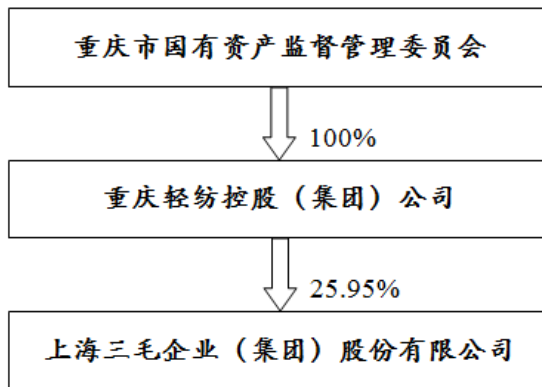 重庆市国有资产监督管理委员会
100%
重庆轻纺控股（集团）公司
25.95%
上海三毛企业（集团）股份有限公司